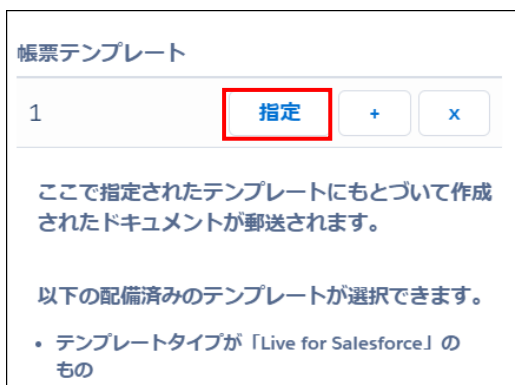 帳票テンプレート
1 指定 + x
ここで指定されたテンプレートにもとづいて作成
されたドキュメントが郵送されます。
以下の配備済みのテンプレートが選択できます。
• テンプレートタイプが「Live for Salesforce」の
もの